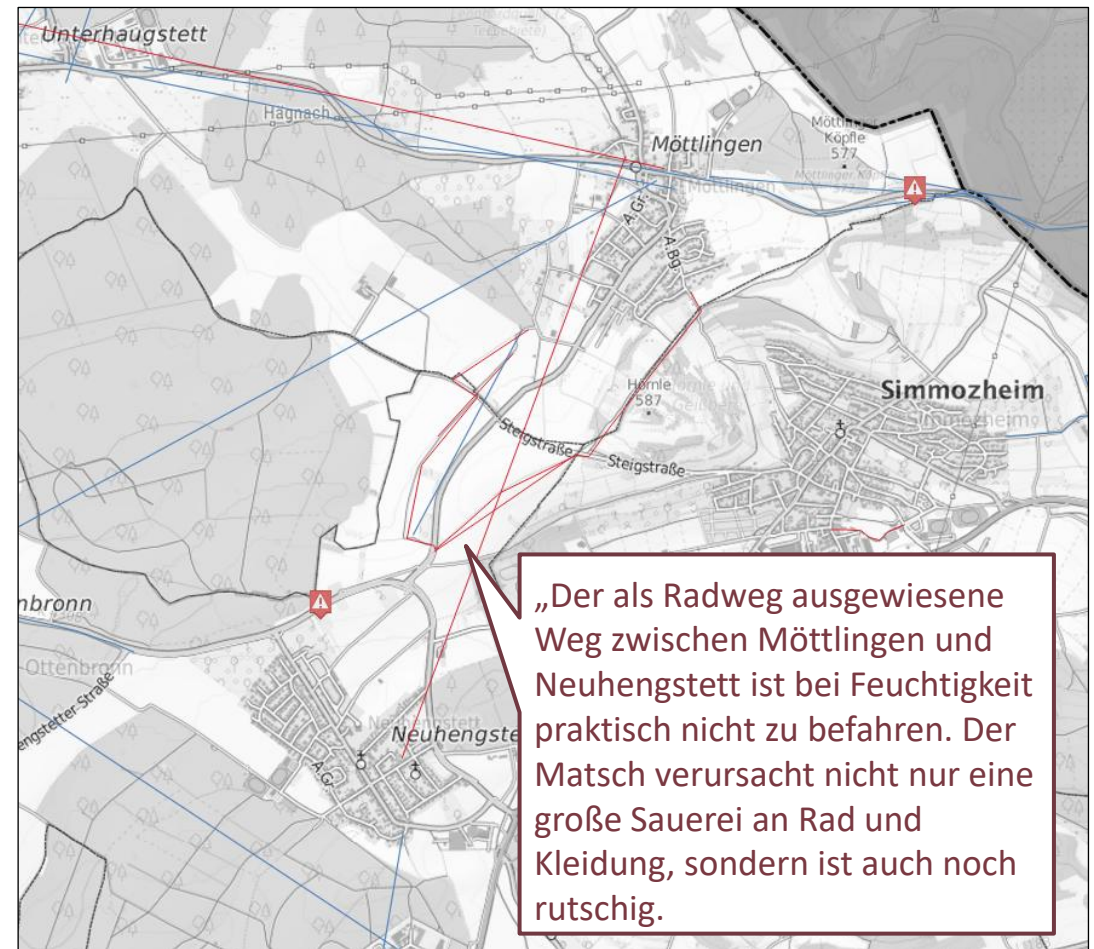 Unterhaugstett
Hagnach
Möttlingen
Möttlingen
Köpfle
577
A.Gr.
A.Bg.
Hörnle
587
Simmozheim
Simmozheim
Steigstraße
Steigstraße
nbronn
Ottenbronn
engstetter-Straße
Neuhengstett
Neuhengste
A.Gr.
„Der als Radweg ausgewiesene
Weg zwischen Möttlingen und
Neuhengstett ist bei Feuchtigkeit
praktisch nicht zu befahren. Der
Matsch verursacht nicht nur eine
große Sauerei an Rad und
Kleidung, sondern ist auch noch
rutschig.